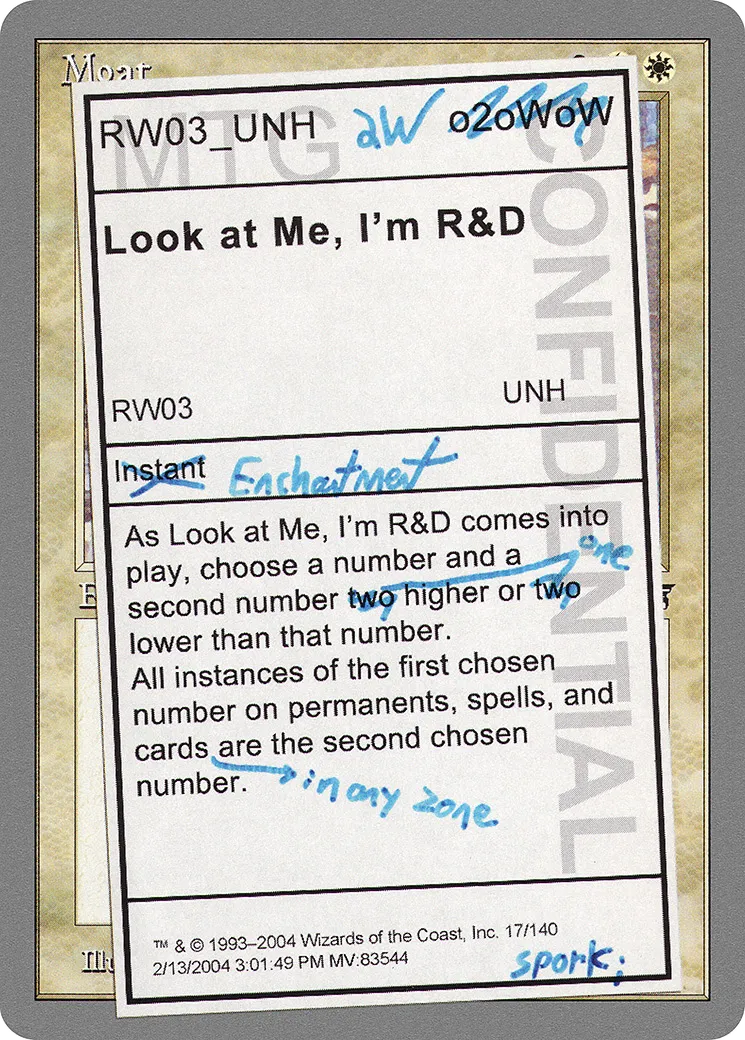 Moat
RW03_UNH 2W o2oWoW
MTG
CONFIDENTIAL
Look at Me, I'm R&D
RW03 UNH
Instant Enchantment
As Look at Me, I'm R&D comes into
play, choose a number and a one
second number two higher or two
lower than that number.
All instances of the first chosen
number on permanents, spells, and
cards are the second chosen
number. in any zone
™ & © 1993–2004 Wizards of the Coast, Inc. 17/140
2/13/2004 3:01:49 PM MV:83544
spork;